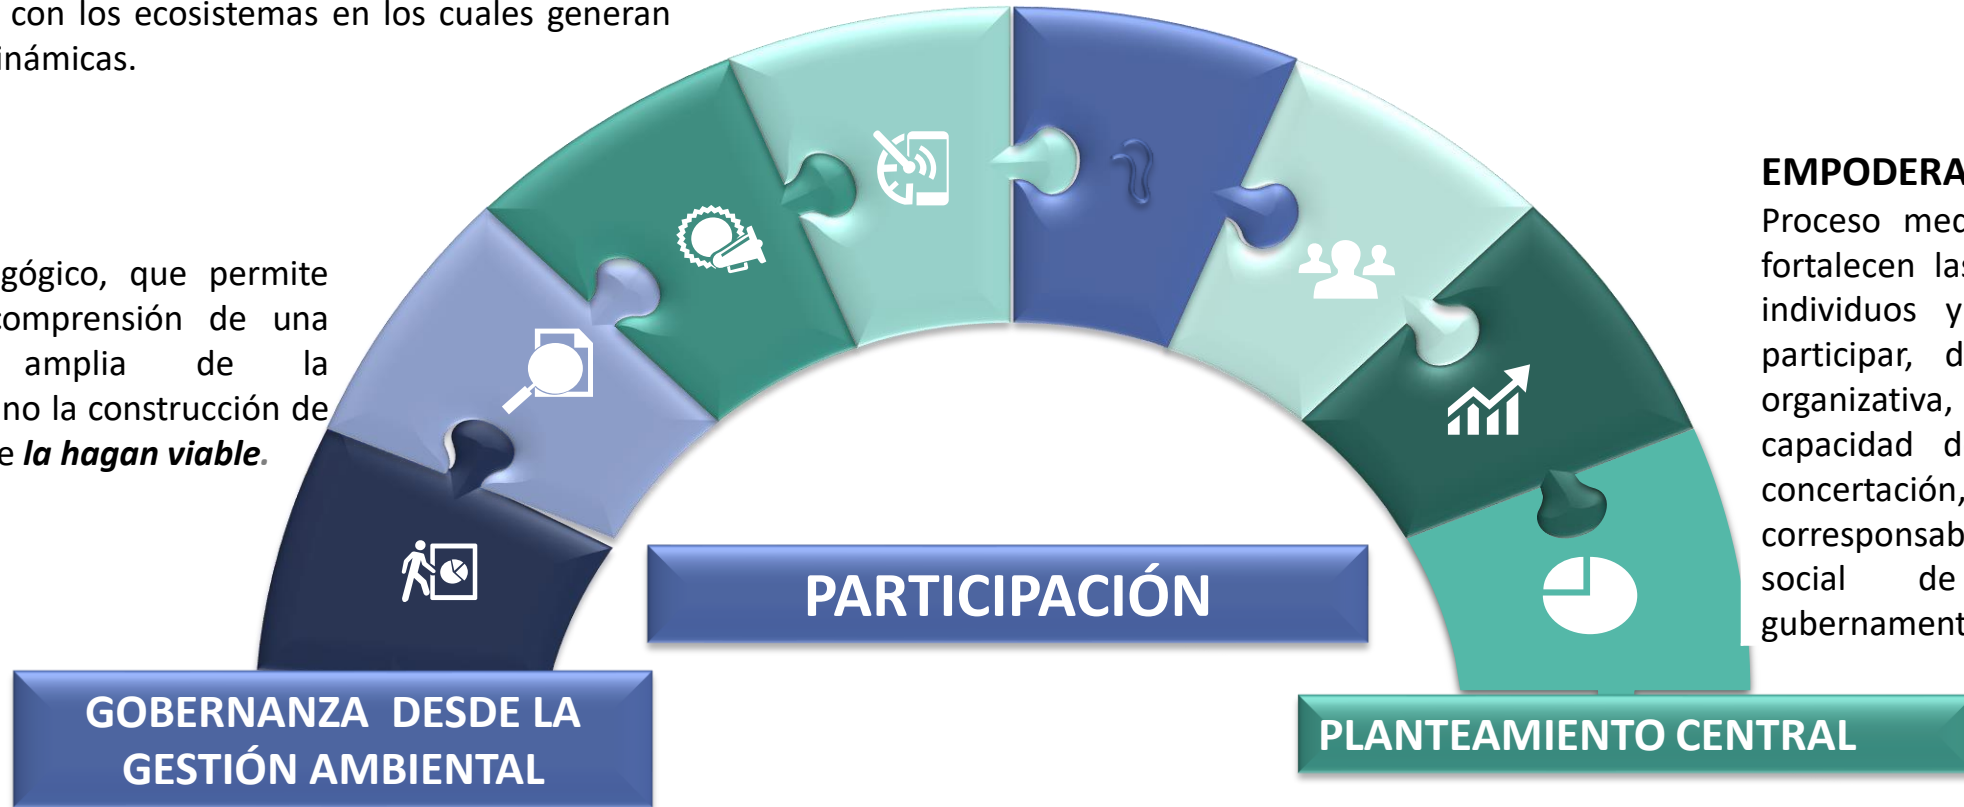 con los ecosistemas en los cuales generan
inámicas.
gógico, que permite
comprensión de una
amplia de la
no la construcción de
e la hagan viable.
EMPODERA
Proceso med
fortalecen las
individuos y
participar, d
organizativa,
capacidad d
concertación,
corresponsab
social de
gubernament
PARTICIPACIÓN
GOBERNANZA DESDE LA
GESTIÓN AMBIENTAL
PLANTEAMIENTO CENTRAL